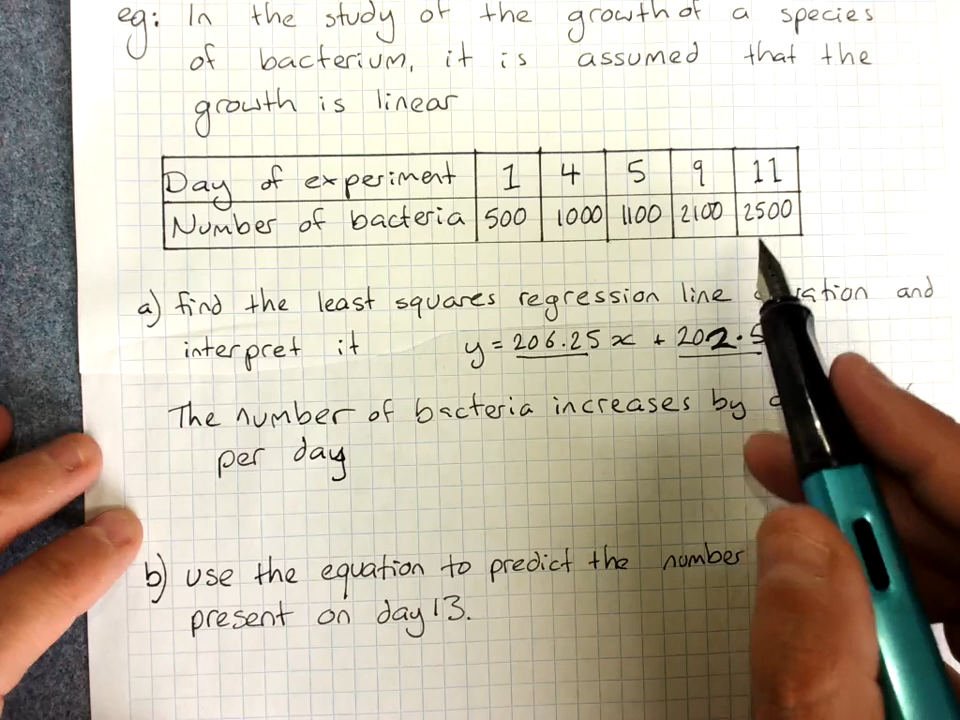 eg: In the study of the growth of a species
of bacterium, it is assumed that the
growth is linear
Day of experiment 1 4 5 9 11
Number of bacteria 500 1000 1100 2100 2500
a) find the least squares regression line and
interpret it y = 206.25 x + 202.5
The number of bacteria increases by
per day
b) use the equation to predict the number
present on day 13.